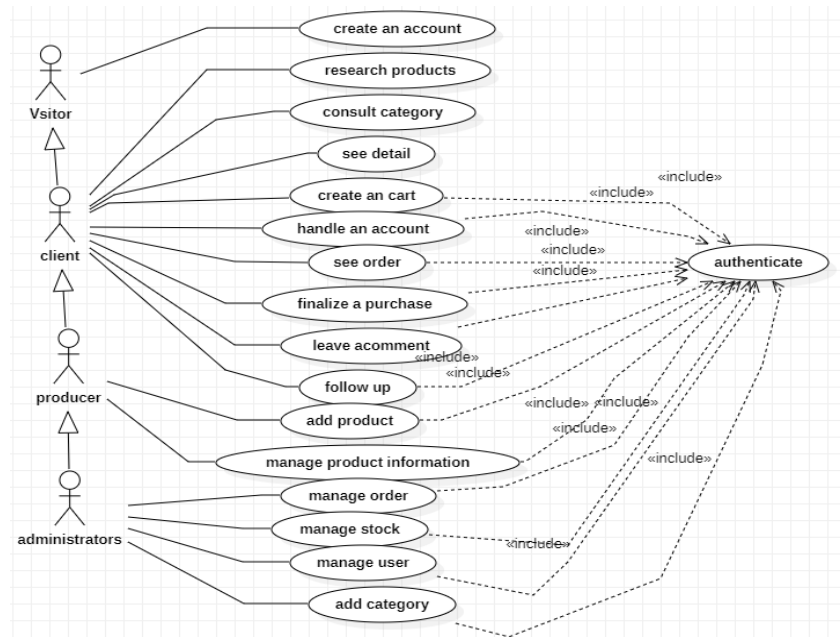 create an account
research products
Vsitor
consult category
see detail
«include»
«include»
create an cart
client
handle an account
«include»
«include»
see order
authenticate
«include»
finalize a purchase
leave acomment
«include»
«include»
follow up
producer
add product
«include»
«include»
«include»
manage product information
«include»
manage order
administrators
manage stock
«include»
manage user
add category